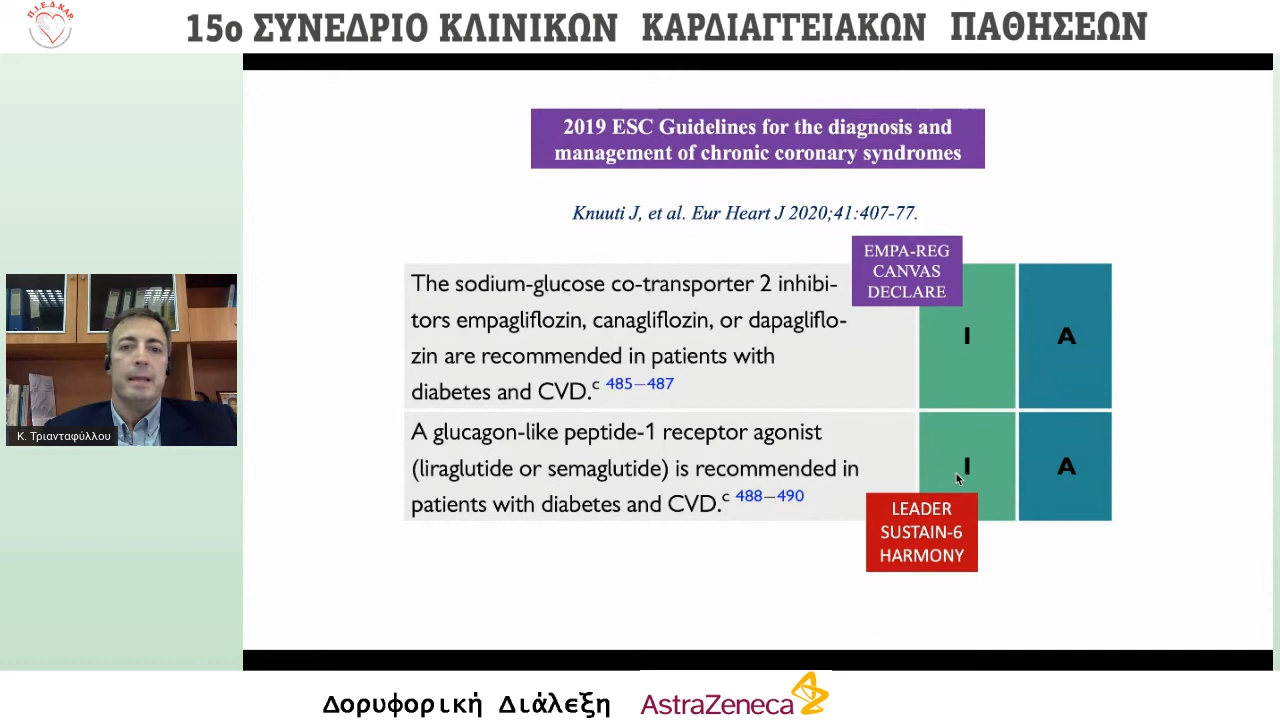 Π.Ι.Ε.Δ.ΚΑΡ.
15ο ΣΥΝΕΔΡΙΟ ΚΛΙΝΙΚΩΝ ΚΑΡΔΙΑΓΓΕΙΑΚΩΝ ΠΑΘΗΣΕΩΝ
2019 ESC Guidelines for the diagnosis and
management of chronic coronary syndromes
Knuuti J, et al. Eur Heart J 2020;41:407-77.
EMPA-REG
CANVAS
DECLARE
The sodium-glucose co-transporter 2 inhibi-
tors empagliflozin, canagliflozin, or dapagliflo-
zin are recommended in patients with
diabetes and CVD.c 485–487
I A
A glucagon-like peptide-1 receptor agonist
(liraglutide or semaglutide) is recommended in
patients with diabetes and CVD.c 488–490
I A
LEADER
SUSTAIN-6
HARMONY
Κ. Τριανταφύλλου
Δορυφορική Διάλεξη AstraZeneca